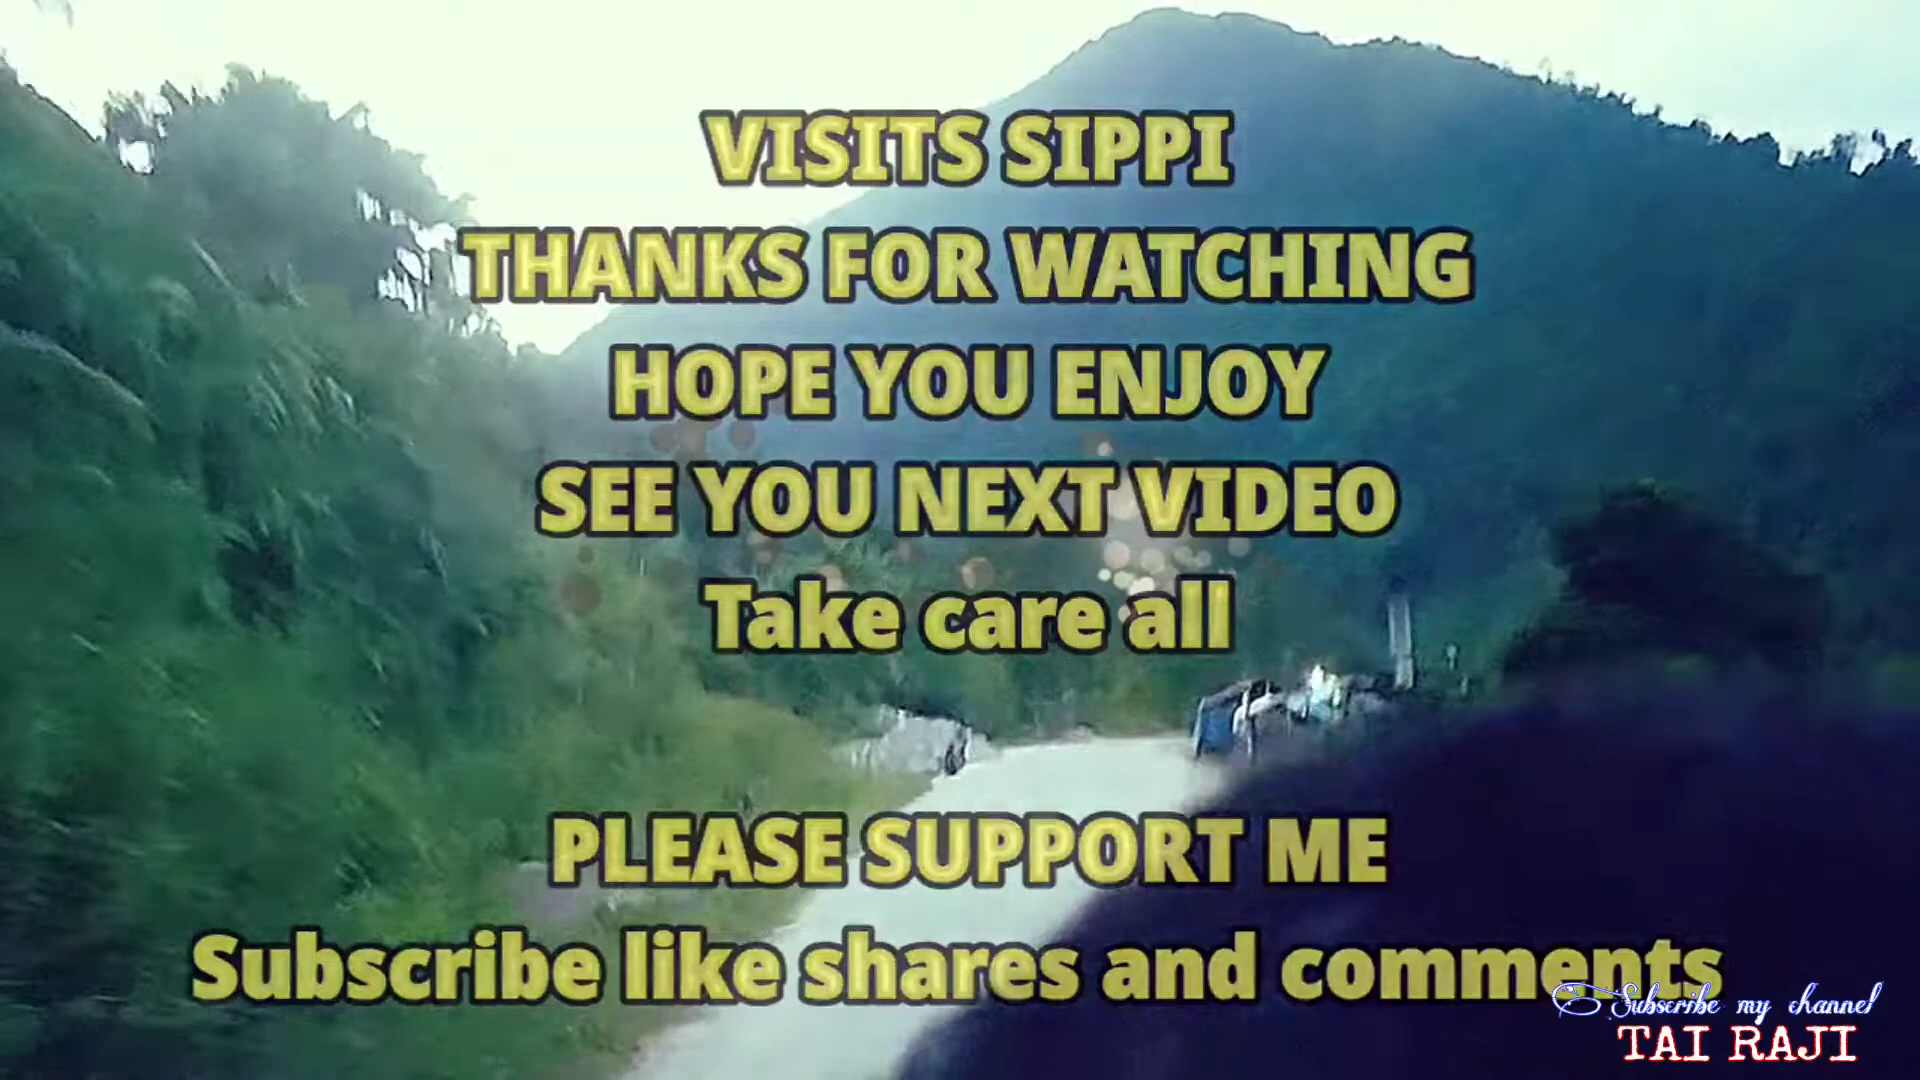 VISITS SIPPI
THANKS FOR WATCHING
HOPE YOU ENJOY
SEE YOU NEXT VIDEO
Take care all
PLEASE SUPPORT ME
Subscribe like shares and comments
Subscribe my channel
TAI RAJI